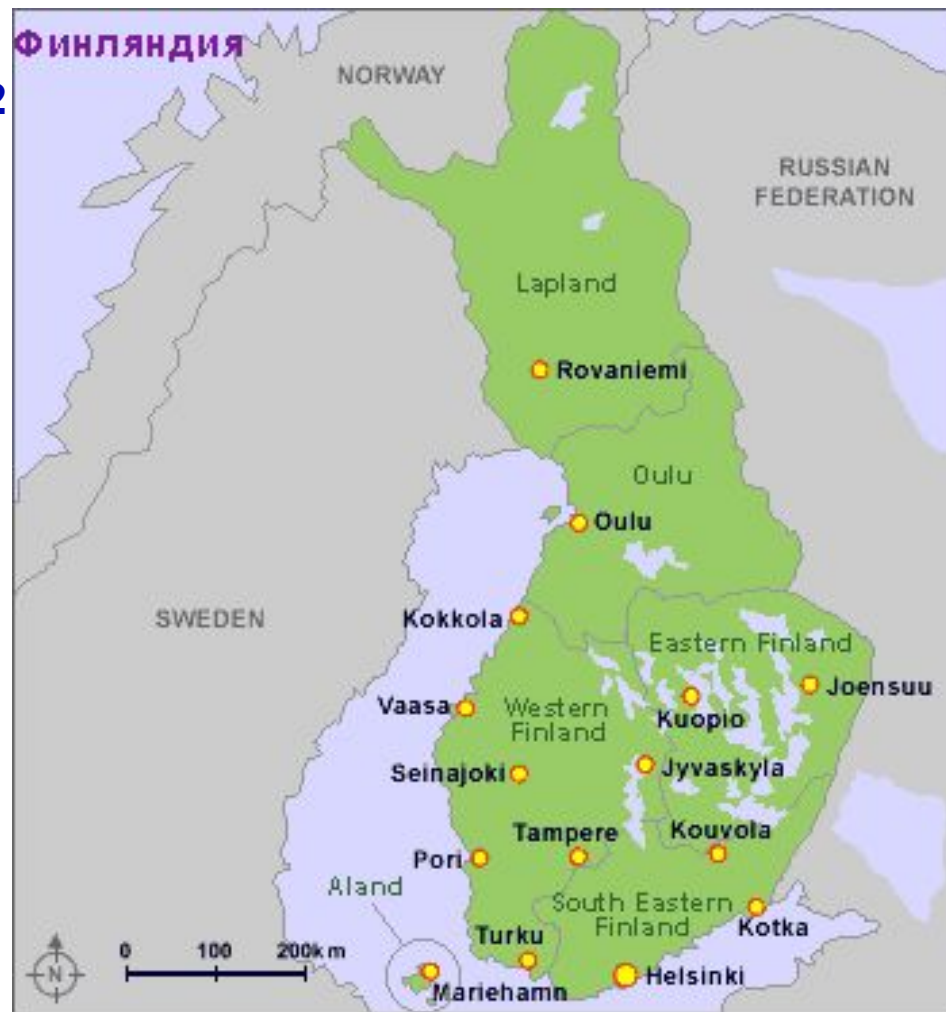 Финляндия
2
NORWAY
RUSSIAN
FEDERATION
Lapland
Rovaniemi
Oulu
Oulu
SWEDEN
Kokkola
Eastern Finland
Joensuu
Vaasa
Western
Finland
Kuopio
Seinajoki
Jyvaskyla
Tampere
Kouvola
Pori
Aland
South Eastern
Finland
Kotka
Turku
0 100 200km
N
Helsinki
Mariehamn